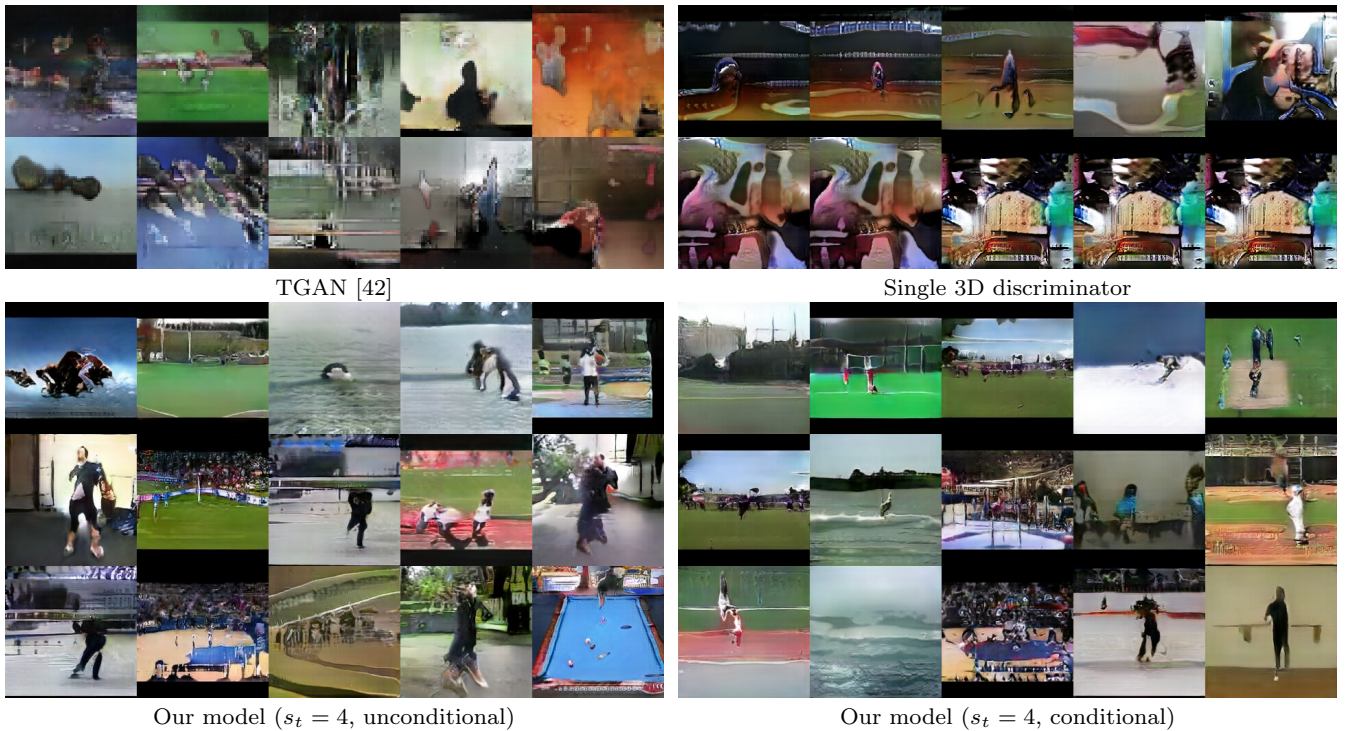 TGAN [42]
Single 3D discriminator
Our model (s_t = 4, unconditional)
Our model (s_t = 4, conditional)